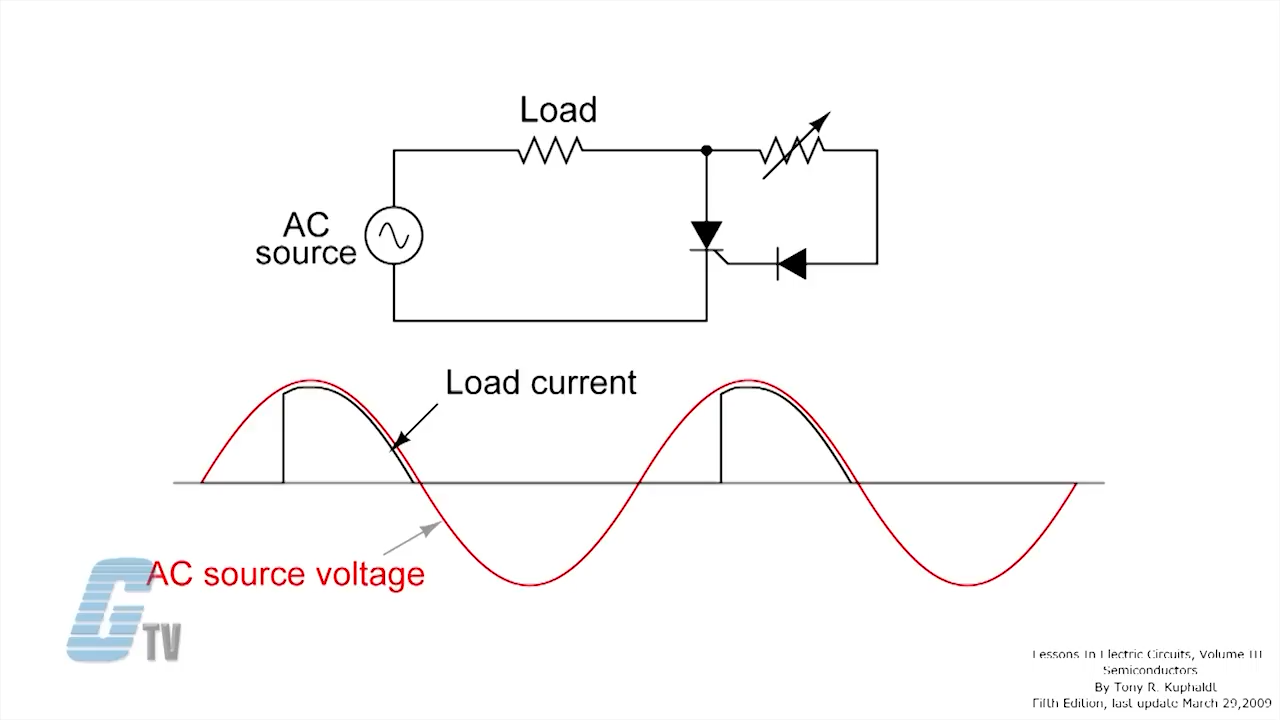 Load
AC
source
Load current
AC source voltage
G
TV
Lessons In Electric Circuits, Volume III
Semiconductors
By Tony R. Kuphaldt
Fifth Edition, last update March 29,2009